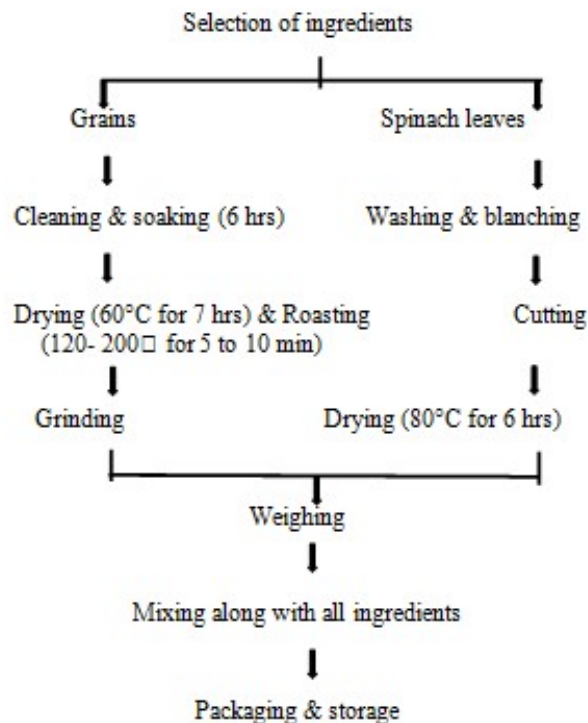 Selection of ingredients
Grains
Spinach leaves
Cleaning & soaking (6 hrs)
Washing & blanching
Drying (60°C for 7 hrs) & Roasting
(120- 200□ for 5 to 10 min)
Cutting
Grinding
Drying (80°C for 6 hrs)
Weighing
Mixing along with all ingredients
Packaging & storage